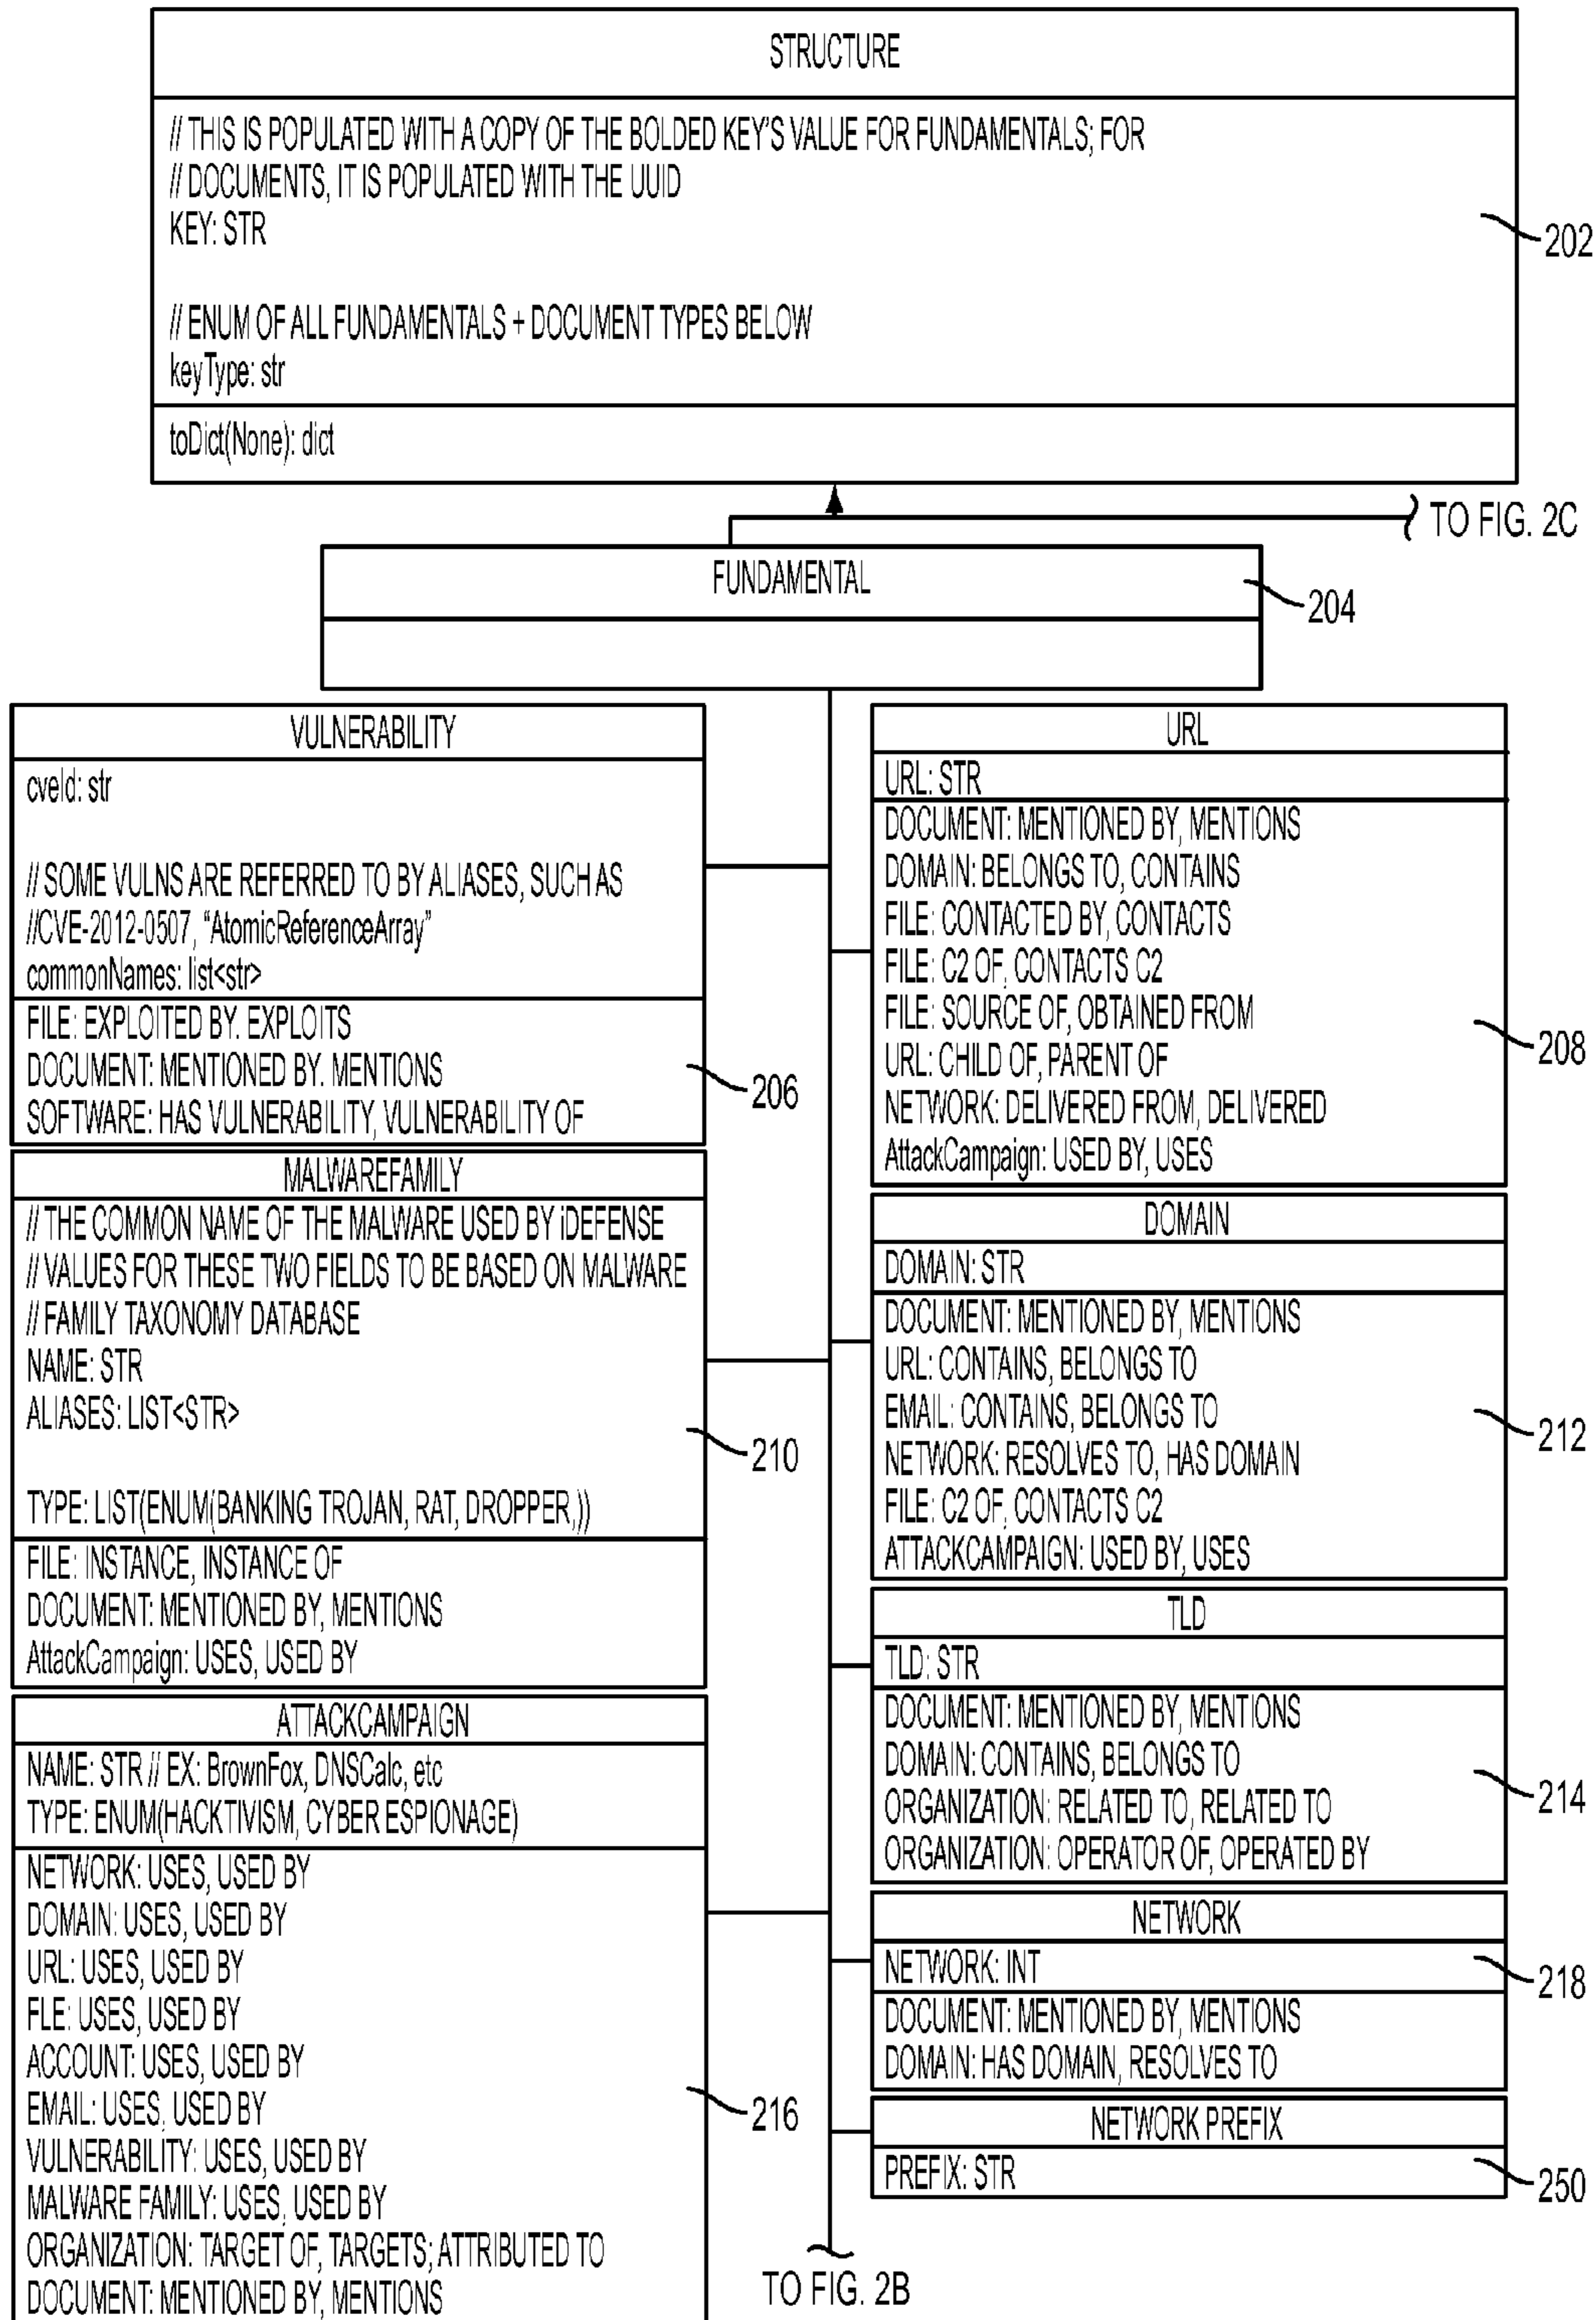 STRUCTURE
// THIS IS POPULATED WITH A COPY OF THE BOLDED KEY'S VALUE FOR FUNDAMENTALS; FOR
// DOCUMENTS, IT IS POPULATED WITH THE UUID
KEY: STR
// ENUM OF ALL FUNDAMENTALS + DOCUMENT TYPES BELOW
keyType: str
toDict(None): dict
202
TO FIG. 2C
FUNDAMENTAL
204
VULNERABILITY
cveId: str
// SOME VULNS ARE REFERRED TO BY ALIASES, SUCH AS
//CVE-2012-0507, “AtomicReferenceArray”
commonNames: list<str>
FILE: EXPLOITED BY. EXPLOITS
DOCUMENT: MENTIONED BY. MENTIONS
SOFTWARE: HAS VULNERABILITY, VULNERABILITY OF
206
MALWAREFAMILY
// THE COMMON NAME OF THE MALWARE USED BY iDEFENSE
// VALUES FOR THESE TWO FIELDS TO BE BASED ON MALWARE
// FAMILY TAXONOMY DATABASE
NAME: STR
ALIASES: LIST<STR>
TYPE: LIST(ENUM(BANKING TROJAN, RAT, DROPPER,))
FILE: INSTANCE, INSTANCE OF
DOCUMENT: MENTIONED BY, MENTIONS
AttackCampaign: USES, USED BY
210
ATTACKCAMPAIGN
NAME: STR // EX: BrownFox, DNSCalc, etc
TYPE: ENUM(HACKTIVISM, CYBER ESPIONAGE)
NETWORK: USES, USED BY
DOMAIN: USES, USED BY
URL: USES, USED BY
FLE: USES, USED BY
ACCOUNT: USES, USED BY
EMAIL: USES, USED BY
VULNERABILITY: USES, USED BY
MALWARE FAMILY: USES, USED BY
ORGANIZATION: TARGET OF, TARGETS; ATTRIBUTED TO
DOCUMENT: MENTIONED BY, MENTIONS
216
URL
URL: STR
DOCUMENT: MENTIONED BY, MENTIONS
DOMAIN: BELONGS TO, CONTAINS
FILE: CONTACTED BY, CONTACTS
FILE: C2 OF, CONTACTS C2
FILE: SOURCE OF, OBTAINED FROM
URL: CHILD OF, PARENT OF
NETWORK: DELIVERED FROM, DELIVERED
AttackCampaign: USED BY, USES
208
DOMAIN
DOMAIN: STR
DOCUMENT: MENTIONED BY, MENTIONS
URL: CONTAINS, BELONGS TO
EMAIL: CONTAINS, BELONGS TO
NETWORK: RESOLVES TO, HAS DOMAIN
FILE: C2 OF, CONTACTS C2
ATTACKCAMPAIGN: USED BY, USES
212
TLD
TLD: STR
DOCUMENT: MENTIONED BY, MENTIONS
DOMAIN: CONTAINS, BELONGS TO
ORGANIZATION: RELATED TO, RELATED TO
ORGANIZATION: OPERATOR OF, OPERATED BY
214
NETWORK
NETWORK: INT
DOCUMENT: MENTIONED BY, MENTIONS
DOMAIN: HAS DOMAIN, RESOLVES TO
218
NETWORK PREFIX
PREFIX: STR
250
TO FIG. 2B